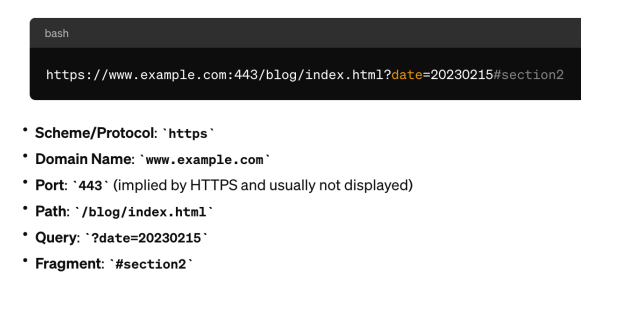 bash
https://www.example.com:443/blog/index.html?date=20230215#section2
• Scheme/Protocol: `https`
• Domain Name: `www.example.com`
• Port: `443` (implied by HTTPS and usually not displayed)
• Path: `/blog/index.html`
• Query: `?date=20230215`
• Fragment: `#section2`